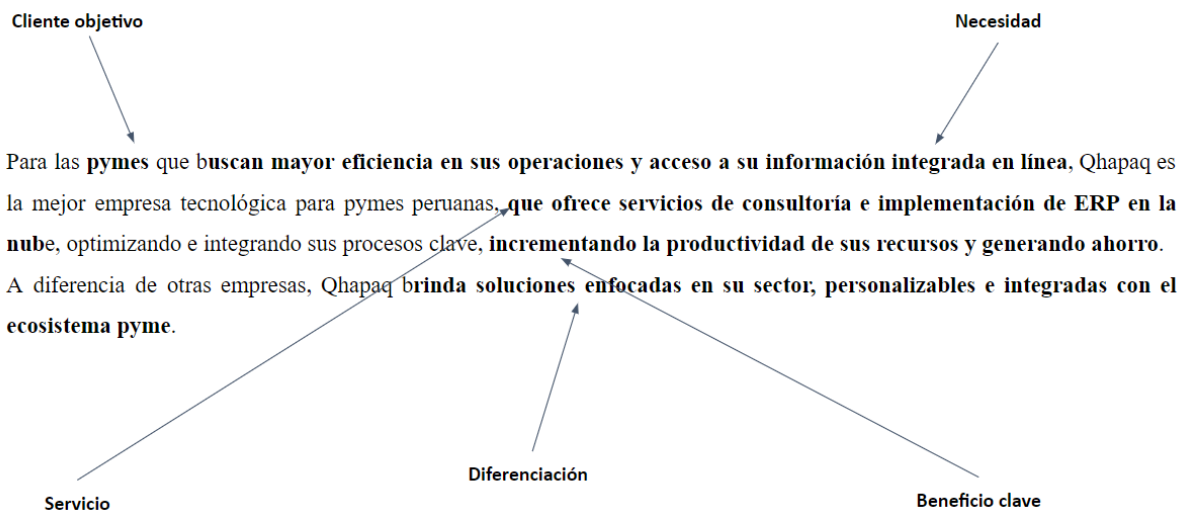 Cliente objetivo
Necesidad
Para las pymes que buscan mayor eficiencia en sus operaciones y acceso a su información integrada en línea, Qhapaq es
la mejor empresa tecnológica para pymes peruanas, que ofrece servicios de consultoría e implementación de ERP en la
nube, optimizando e integrando sus procesos clave, incrementando la productividad de sus recursos y generando ahorro.
A diferencia de otras empresas, Qhapaq brinda soluciones enfocadas en su sector, personalizables e integradas con el
ecosistema pyme.
Diferenciación
Servicio
Beneficio clave